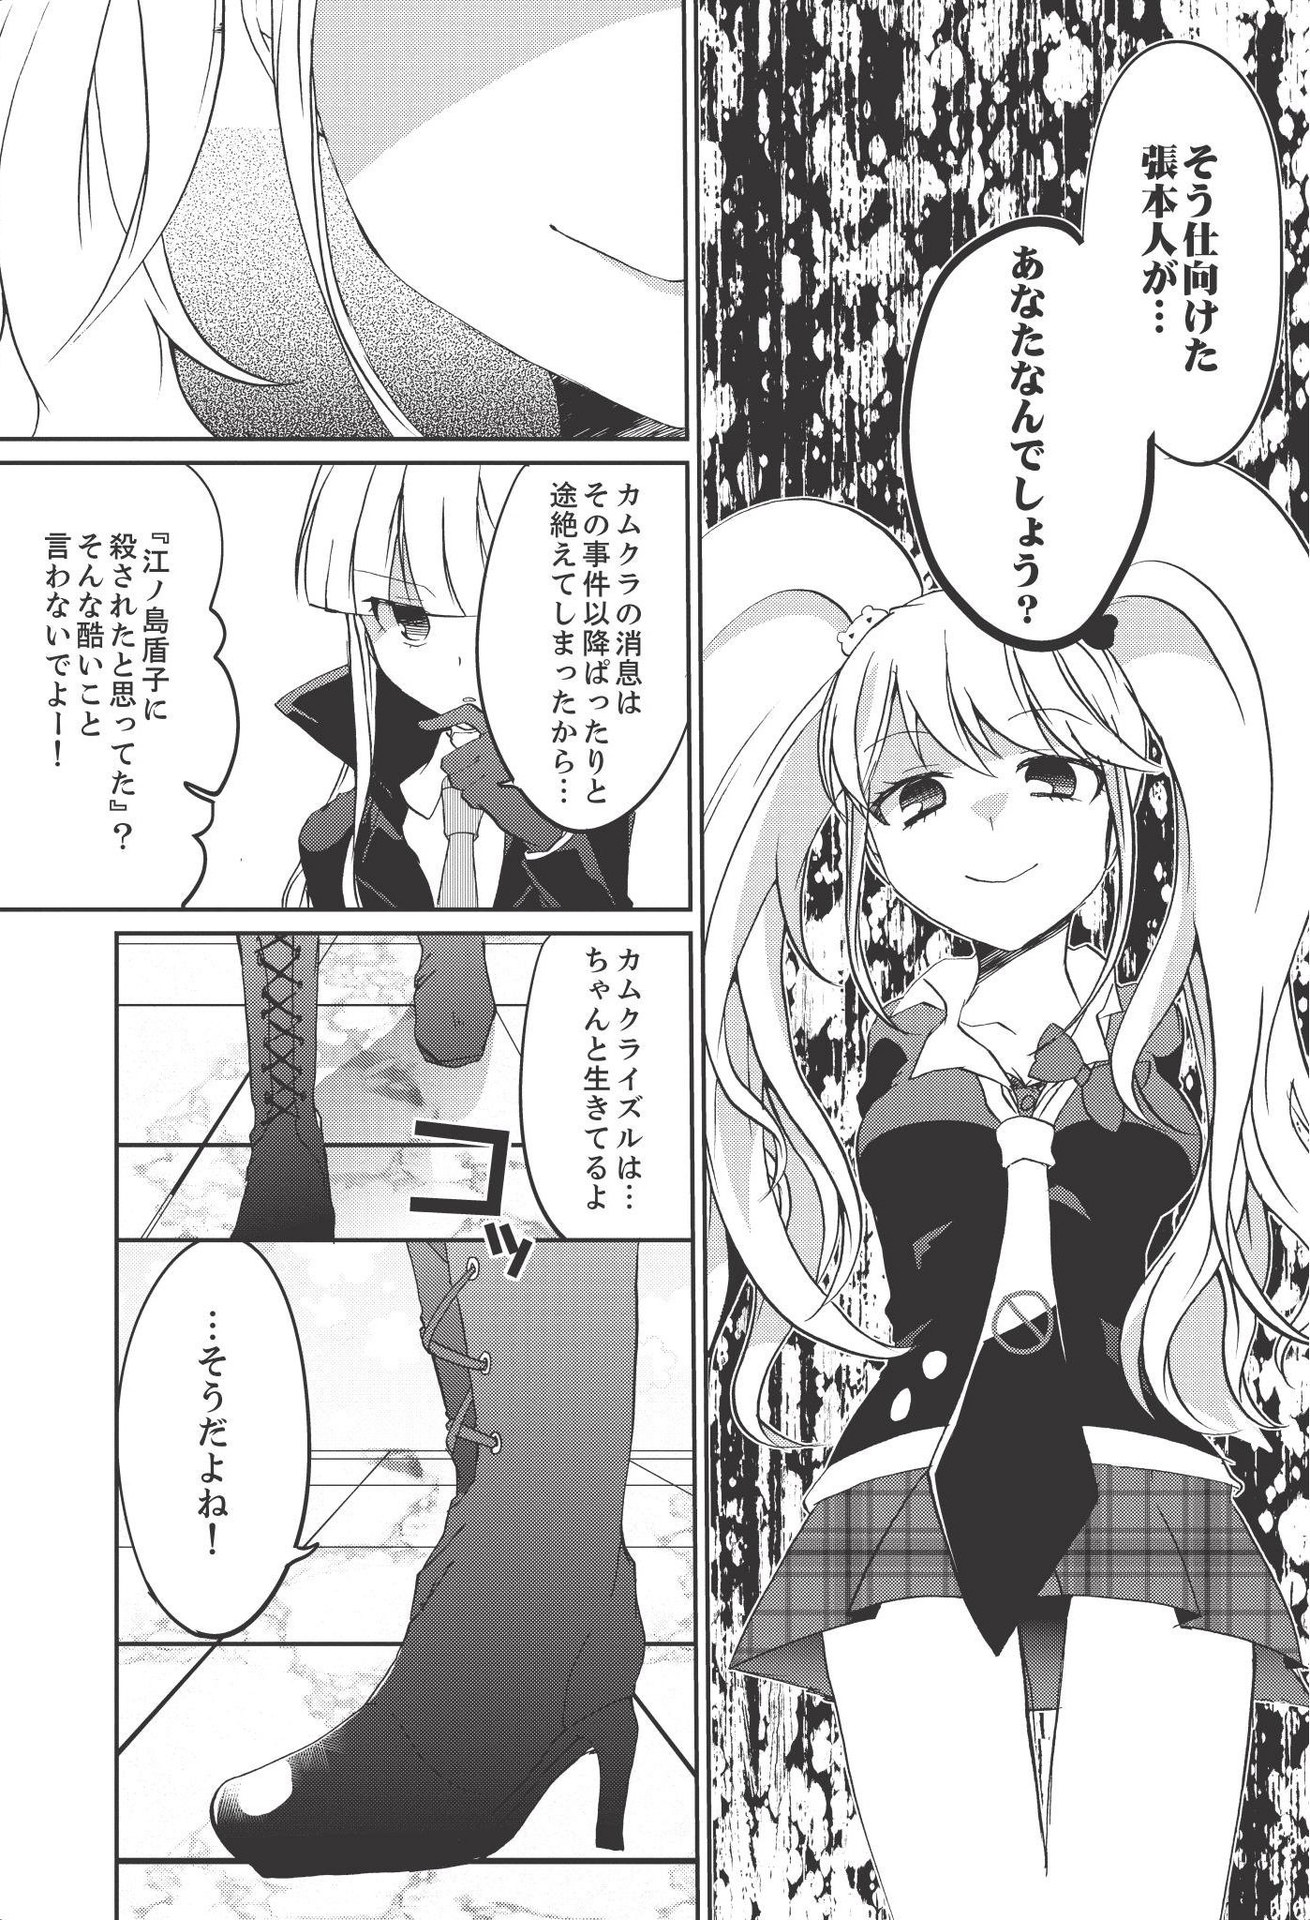 そう仕向けた
張本人が…
あなたなんでしょう？
カムクラの消息は
その事件以降ぱったりと
途絶えてしまったから…
『江ノ島盾子に
殺されたと思ってた』？
そんな酷いこと
言わないでよー！
カムクライズルは…
ちゃんと生きてるよ
コッ
…そうだよね！